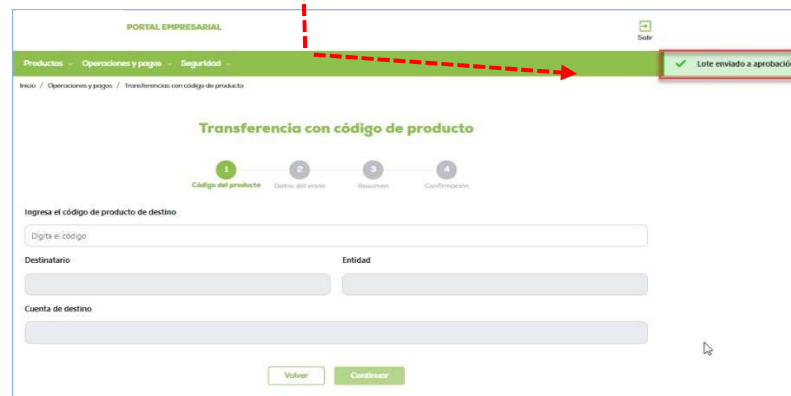 PORTAL EMPRESARIAL
Salir
Productos Operaciones y pagos Seguridad
Lote enviado a aprobación
Inicio / Operaciones y pagos / Transferencias con código de producto
Transferencia con código de producto
1 2 3 4
Código del producto Datos del envío Resumen Confirmación
Ingresa el código de producto de destino
Digita el código
Destinatario Entidad
Cuenta de destino
Volver Continuar